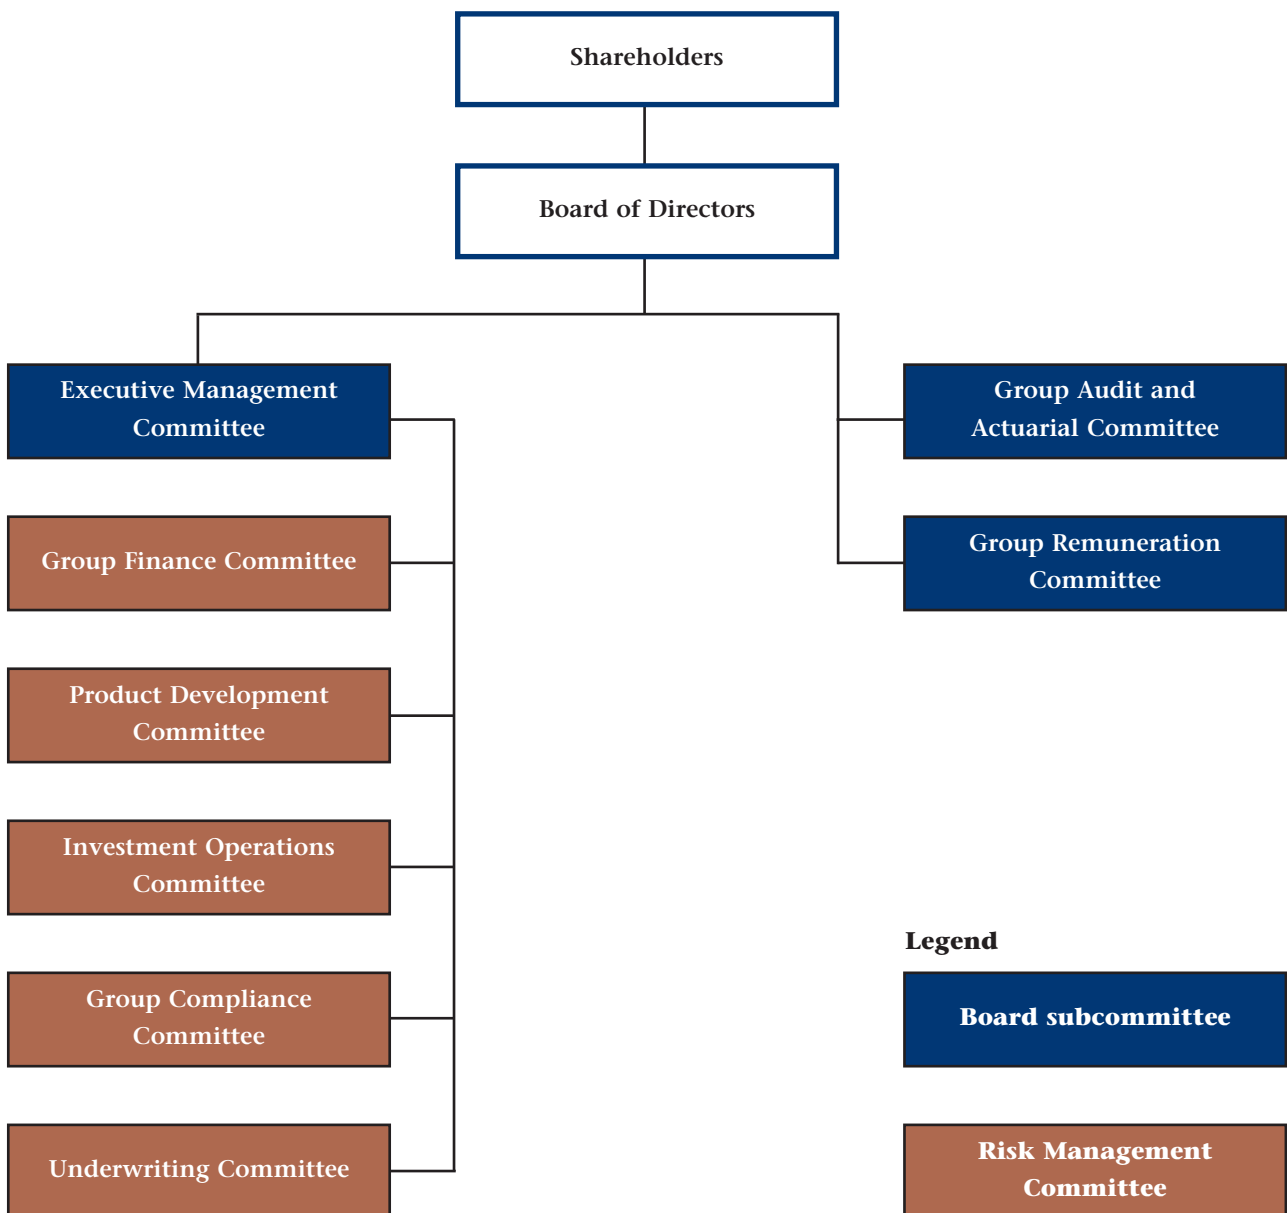 Shareholders
Board of Directors
Executive Management
Committee
Group Audit and
Actuarial Committee
Group Finance Committee
Group Remuneration
Committee
Product Development
Committee
Investment Operations
Committee
Group Compliance
Committee
Underwriting Committee
Legend
Board subcommittee
Risk Management
Committee